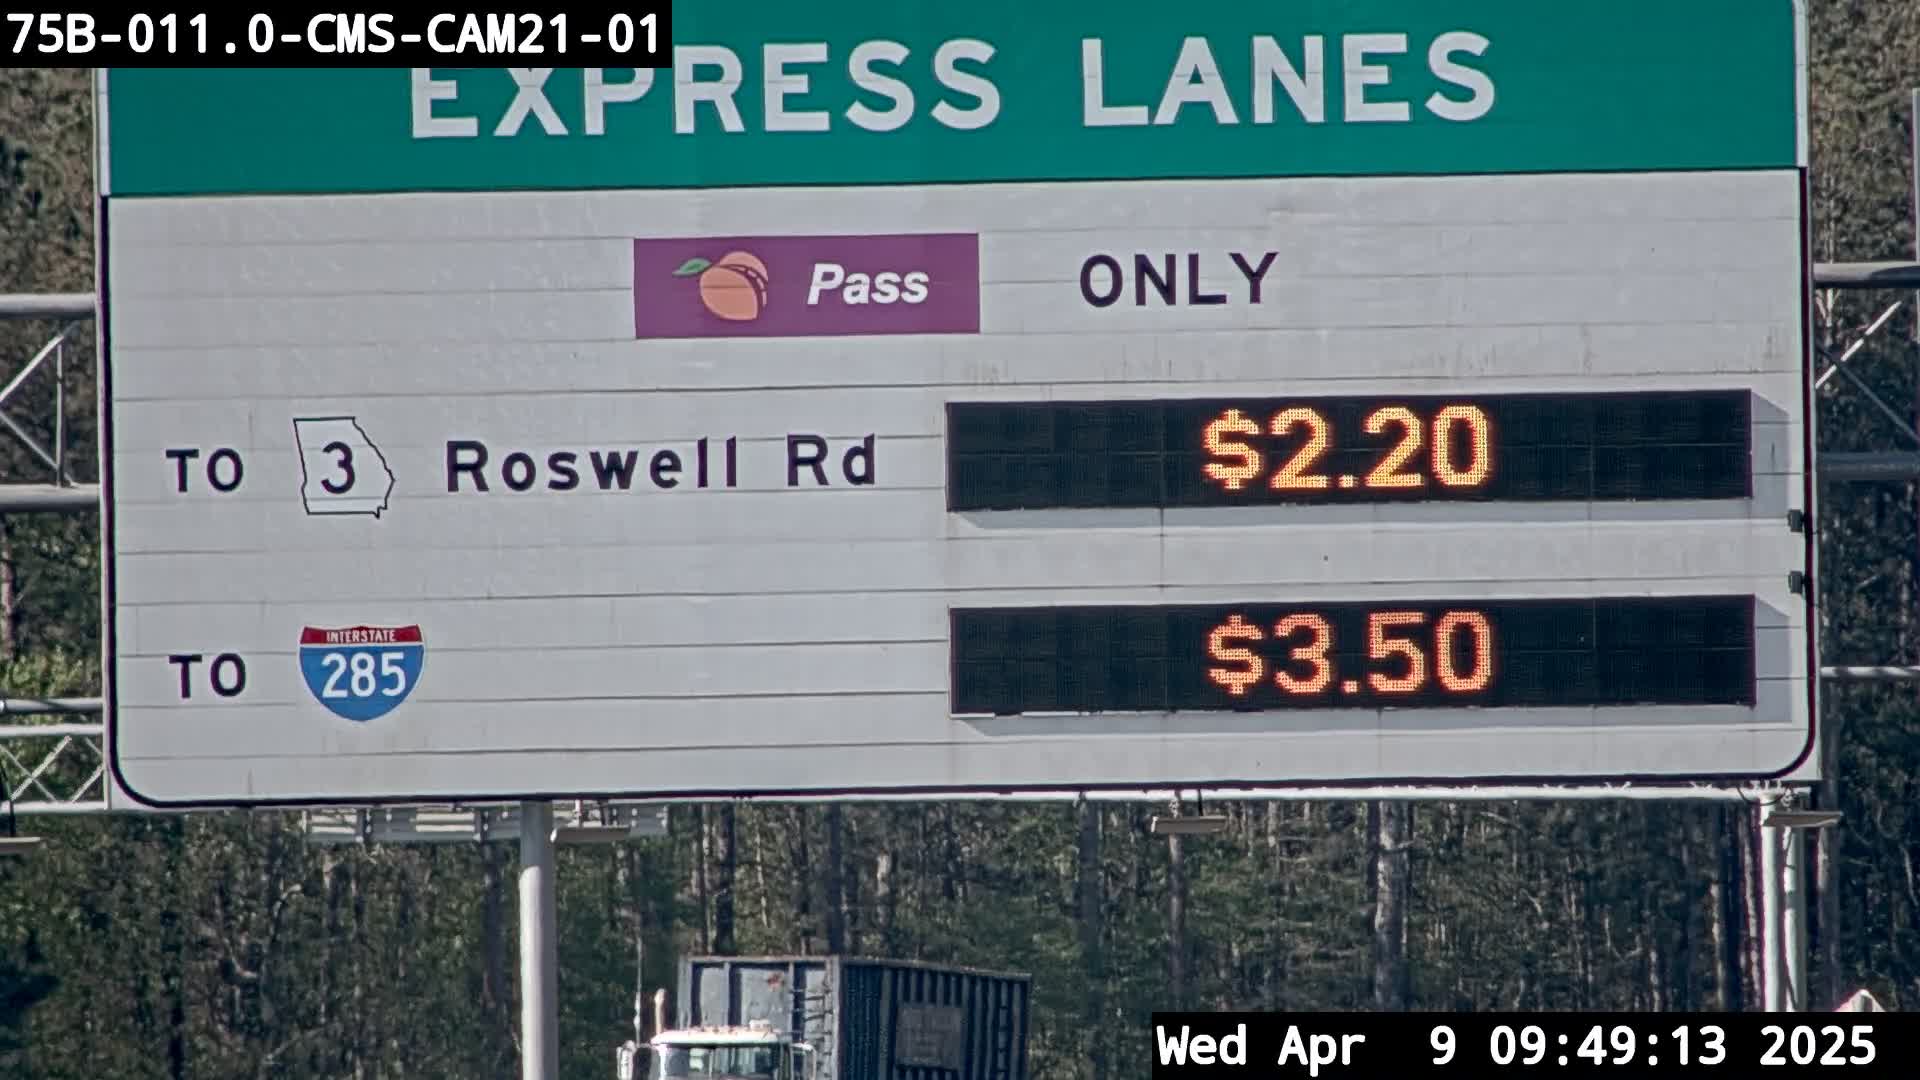 75B-011.0-CMS-CAM21-01
EXPRESS LANES
Pass ONLY
TO 3 Roswell Rd $2.20
INTERSTATE
TO 285 $3.50
Wed Apr 9 09:49:13 2025